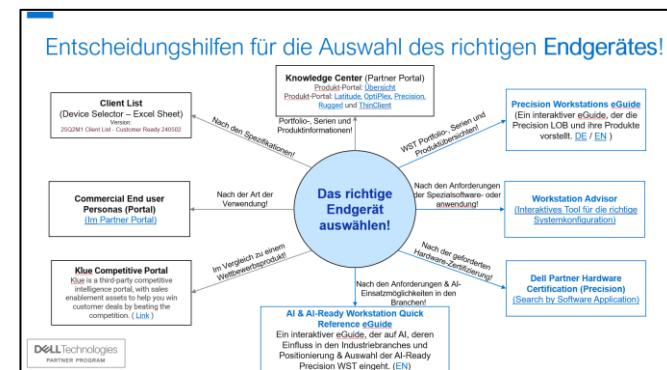 Entscheidungshilfen für die Auswahl des richtigen Endgerätes!
Knowledge Center (Partner Portal)
Produkt-Portal: Übersicht
Produkt-Portal: Latitude, OptiPlex, Precision,
Rugged und ThinClient
Client List
(Device Selector – Excel Sheet)
Version:
25Q2M1 Client List - Customer Ready 240502
Precision Workstations eGuide
(Ein interaktiver eGuide, der die
Precision LOB und ihre Produkte
vorstellt. DE / EN )
Nach den Spezifikationen!
Portfolio-, Serien und
Produktinformationen!
WST Portfolio-, Serien und
Produktübersichten!
Commercial End user
Personas (Portal)
(Im Partner Portal)
Nach der Art der
Verwendung!
Das richtige
Endgerät
auswählen!
Nach den Anforderungen
der Spezialsoftware- oder
anwendung!
Workstation Advisor
(Interaktives Tool für die richtige
Systemkonfiguration)
Klue Competitive Portal
Klue is a third-party competitive
intelligence portal, with sales
enablement assets to help you win
customer deals by beating the
competition. ( Link )
Im Vergleich zu einem
Wettbewerbsprodukt!
Nach den Anforderungen & AI-
Einsatzmöglichkeiten in den
Branchen!
Nach der geforderten
Hardware-Zertifizierung!
Dell Partner Hardware
Certification (Precision)
(Search by Software Application)
AI & AI-Ready Workstation Quick
Reference eGuide
Ein interaktiver eGuide, der auf AI, deren
Einfluss in den Industriebranches und
Positionierung & Auswahl der AI-Ready
Precision WST eingeht. (EN)
DELLTechnologies
PARTNER PROGRAM